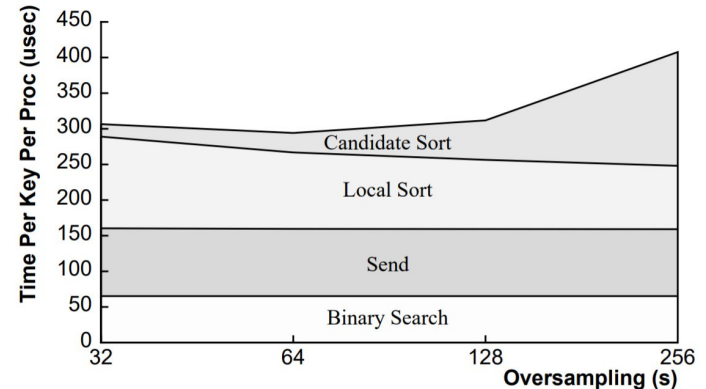 Time Per Key Per Proc (usec)
450
400
350
300
250
200
150
100
50
0
Candidate Sort
Local Sort
Send
Binary Search
32 64 128 256
Oversampling (s)